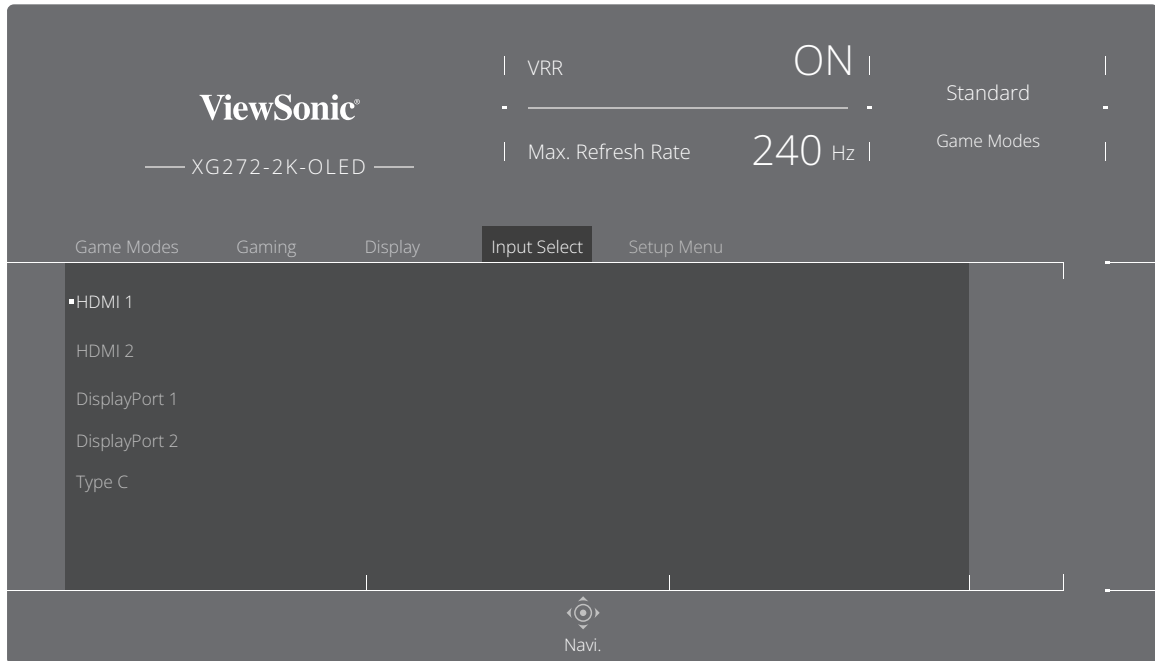 ViewSonic®
XG272-2K-OLED
VRR ON
Max. Refresh Rate 240 Hz
Standard
Game Modes
Game Modes Gaming Display Input Select Setup Menu
HDMI 1
HDMI 2
DisplayPort 1
DisplayPort 2
Type C
Navi.